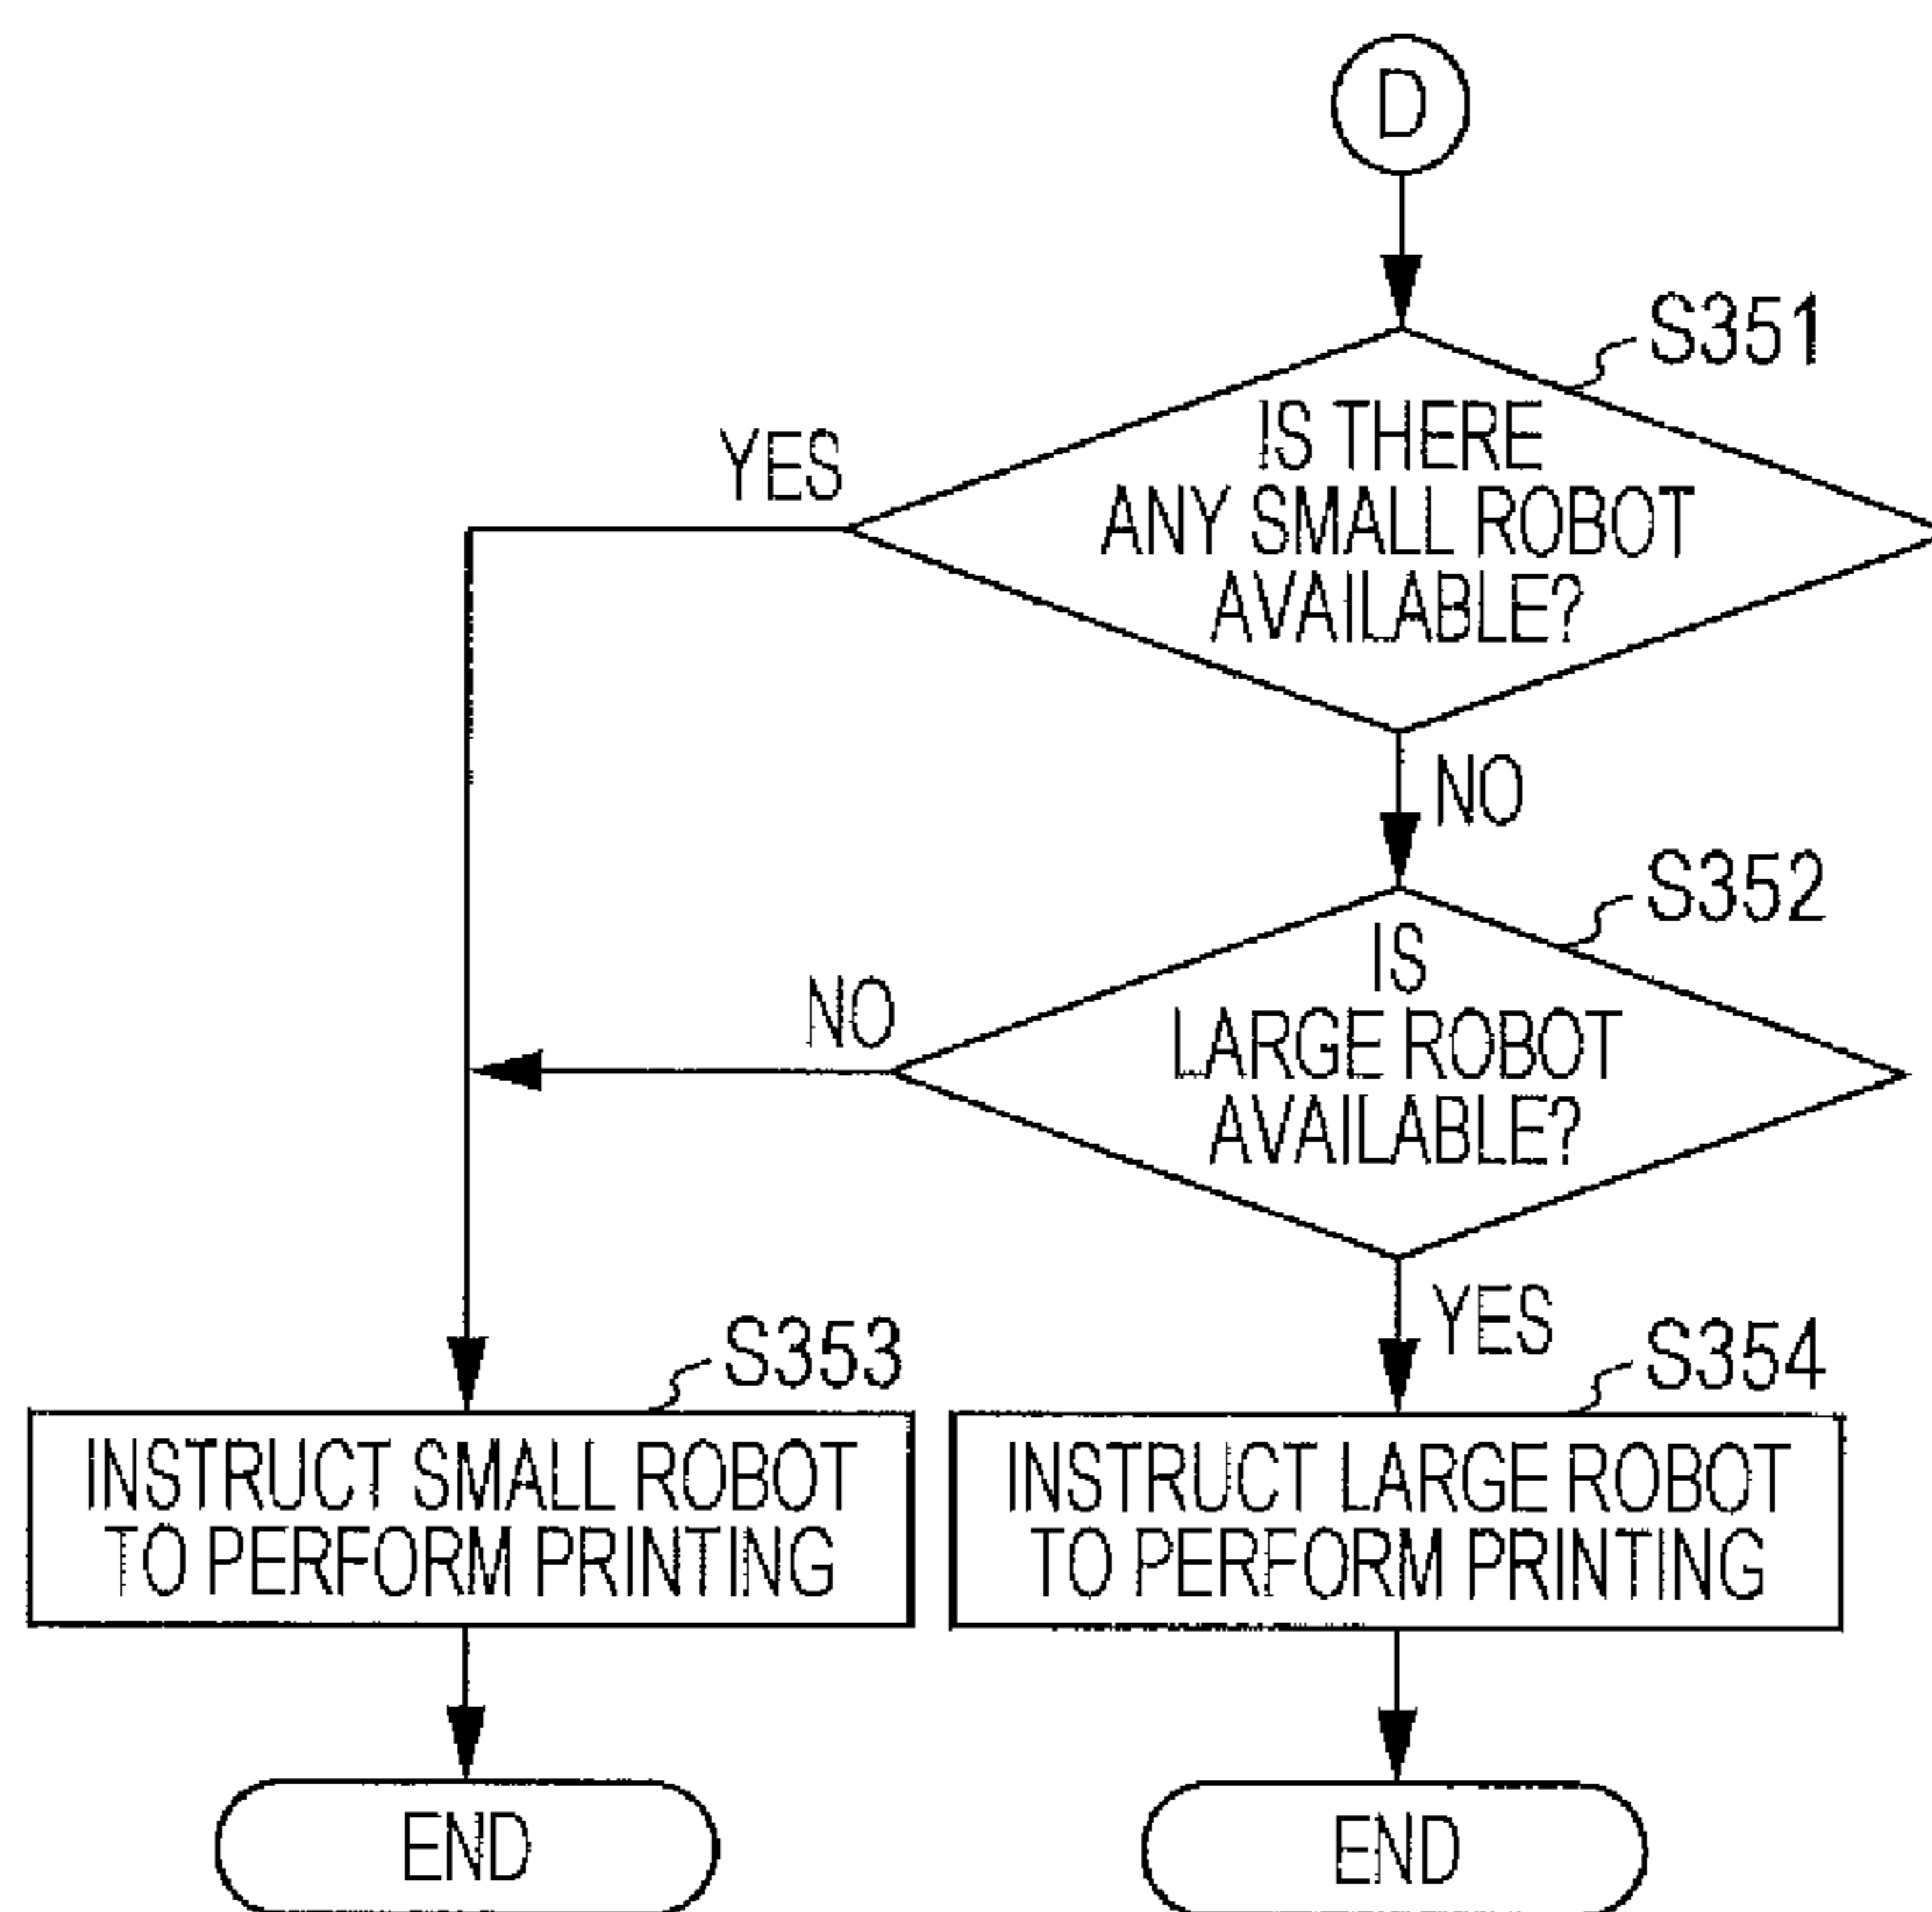 D
S351
IS THERE
ANY SMALL ROBOT
AVAILABLE?
YES
NO
S352
IS
LARGE ROBOT
AVAILABLE?
NO
YES
S353
INSTRUCT SMALL ROBOT
TO PERFORM PRINTING
S354
INSTRUCT LARGE ROBOT
TO PERFORM PRINTING
END
END